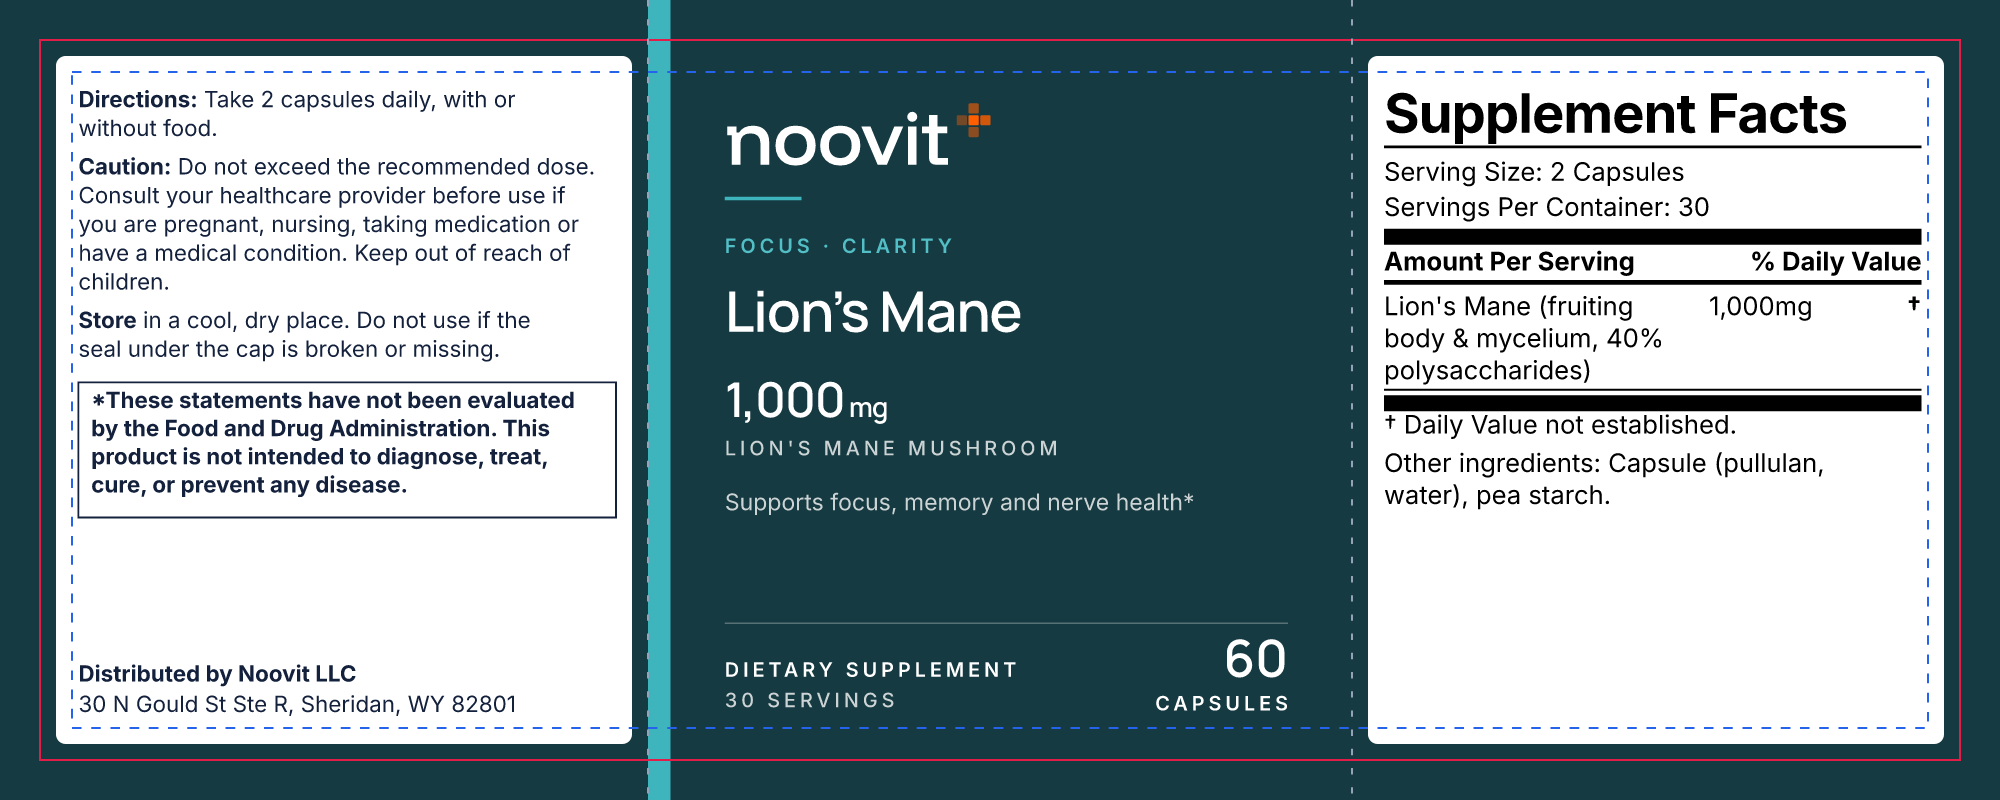 Directions: Take 2 capsules daily, with or
without food.
Caution: Do not exceed the recommended dose.
Consult your healthcare provider before use if
you are pregnant, nursing, taking medication or
have a medical condition. Keep out of reach of
children.
Store in a cool, dry place. Do not use if the
seal under the cap is broken or missing.
*These statements have not been evaluated
by the Food and Drug Administration. This
product is not intended to diagnose, treat,
cure, or prevent any disease.
Distributed by Noovit LLC
30 N Gould St Ste R, Sheridan, WY 82801
noovit
FOCUS · CLARITY
Lion’s Mane
1,000 mg
LION'S MANE MUSHROOM
Supports focus, memory and nerve health*
DIETARY SUPPLEMENT
30 SERVINGS
60
CAPSULES
Supplement Facts
Serving Size: 2 Capsules
Servings Per Container: 30
Amount Per Serving % Daily Value
Lion's Mane (fruiting 1,000mg †
body & mycelium, 40%
polysaccharides)
† Daily Value not established.
Other ingredients: Capsule (pullulan,
water), pea starch.